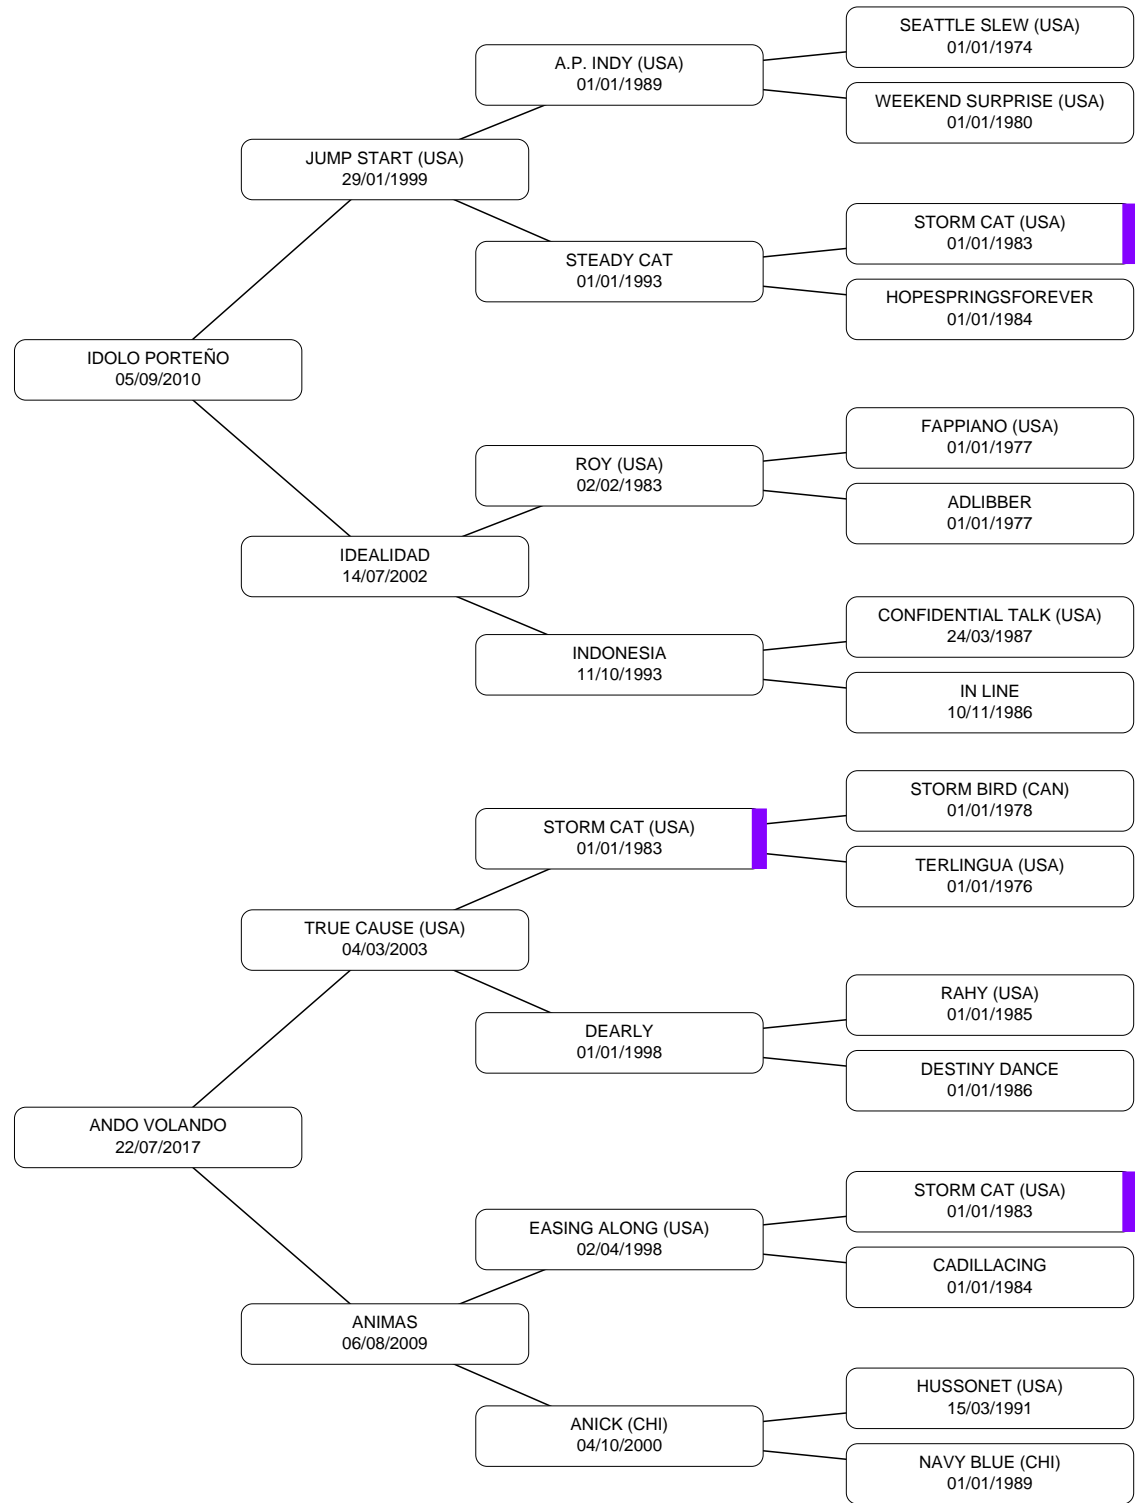 SEATTLE SLEW (USA)
01/01/1974
A.P. INDY (USA)
01/01/1989
WEEKEND SURPRISE (USA)
01/01/1980
JUMP START (USA)
29/01/1999
STORM CAT (USA)
01/01/1983
STEADY CAT
01/01/1993
HOPESPRINGSFOREVER
01/01/1984
IDOLO PORTEÑO
05/09/2010
FAPPIANO (USA)
01/01/1977
ROY (USA)
02/02/1983
ADLIBBER
01/01/1977
IDEALIDAD
14/07/2002
CONFIDENTIAL TALK (USA)
24/03/1987
INDONESIA
11/10/1993
IN LINE
10/11/1986
STORM BIRD (CAN)
01/01/1978
STORM CAT (USA)
01/01/1983
TERLINGUA (USA)
01/01/1976
TRUE CAUSE (USA)
04/03/2003
RAHY (USA)
01/01/1985
DEARLY
01/01/1998
DESTINY DANCE
01/01/1986
ANDO VOLANDO
22/07/2017
STORM CAT (USA)
01/01/1983
EASING ALONG (USA)
02/04/1998
CADILLACING
01/01/1984
ANIMAS
06/08/2009
HUSSONET (USA)
15/03/1991
ANICK (CHI)
04/10/2000
NAVY BLUE (CHI)
01/01/1989